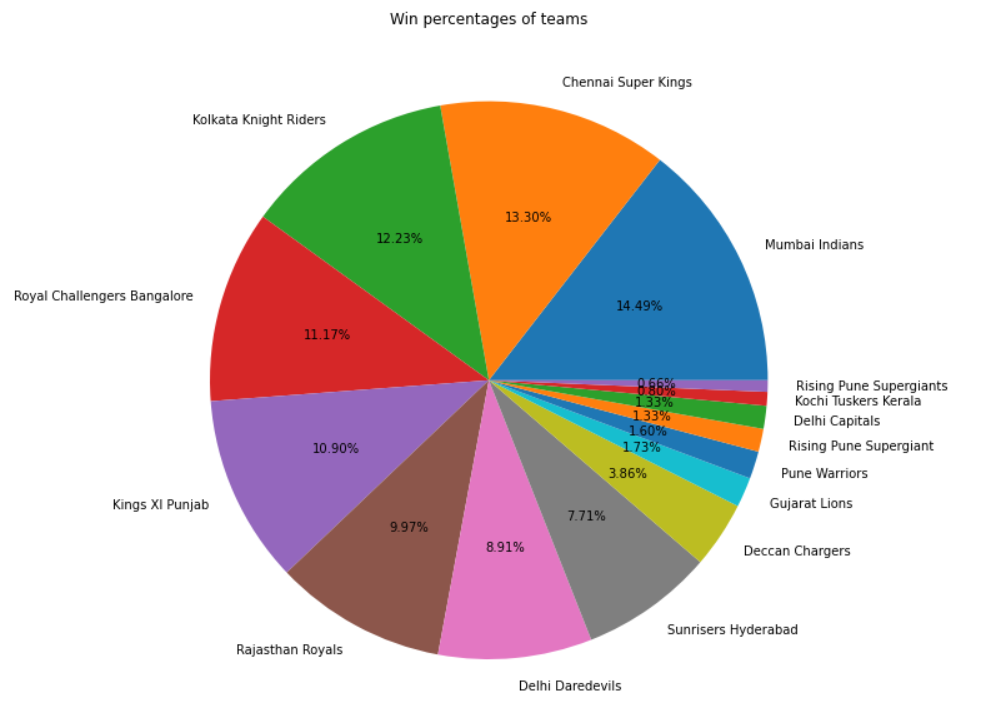 Win percentages of teams
Chennai Super Kings
Kolkata Knight Riders
13.30%
12.23%
Mumbai Indians
Royal Challengers Bangalore
14.49%
11.17%
0.66%
Rising Pune Supergiants
0.80%
Kochi Tuskers Kerala
1.33%
Delhi Capitals
1.33%
Rising Pune Supergiant
1.60%
Pune Warriors
1.73%
Gujarat Lions
10.90%
3.86%
Kings XI Punjab
7.71%
9.97%
Deccan Chargers
8.91%
Sunrisers Hyderabad
Rajasthan Royals
Delhi Daredevils